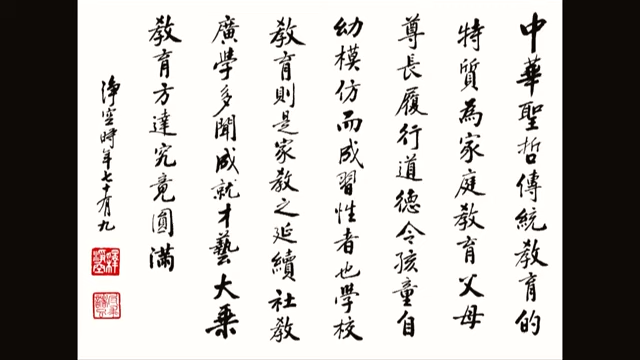 中華聖哲傳統教育的
特質為家庭教育父母
尊長履行道德令孩童自
幼模仿而成習性者也學校
教育則是家教之延續社教
廣學多聞成就才藝大乘
教育方達究竟圓滿
淨空時年七十有九